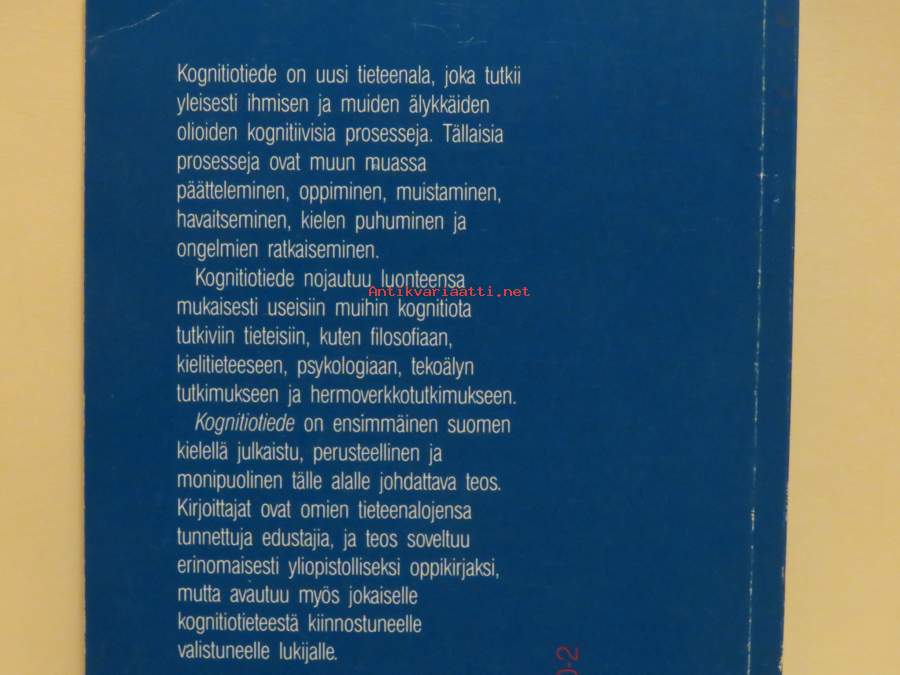 Kognitiotiede on uusi tieteenala, joka tutkii
yleisesti ihmisen ja muiden älykkäiden
olioiden kognitiivisia prosesseja. Tällaisia
prosesseja ovat muun muassa
päätteleminen, oppiminen, muistaminen,
havaitseminen, kielen puhuminen ja
ongelmien ratkaiseminen.
Kognitiotiede nojautuu luonteensa
Antikvariaatti.net
mukaisesti useisiin muihin kognitiota
tutkiviin tieteisiin, kuten filosofiaan,
kielitieteeseen, psykologiaan, tekoälyn
tutkimukseen ja hermoverkkotutkimukseen.
Kognitiotiede on ensimmäinen suomen
kielellä julkaistu, perusteellinen ja
monipuolinen tälle alalle johdattava teos.
Kirjoittajat ovat omien tieteenalojensa
tunnettuja edustajia, ja teos soveltuu
erinomaisesti yliopistolliseksi oppikirjaksi,
mutta avautuu myös jokaiselle
kognitiotieteestä kiinnostuneelle
valistuneelle lukijalle.